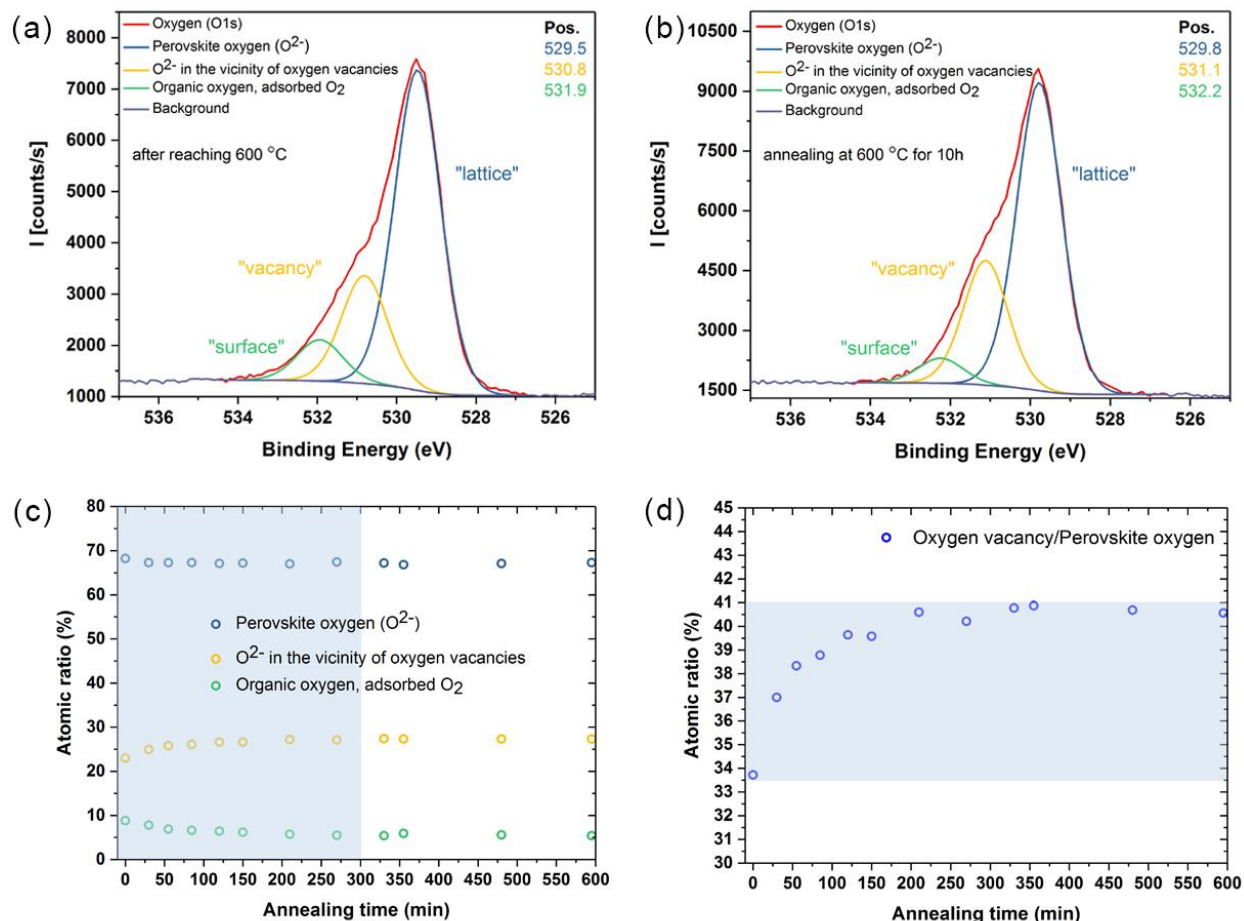 (a)
Oxygen (O1s)
Perovskite oxygen (O2-)
O2- in the vicinity of oxygen vacancies
Organic oxygen, adsorbed O2
Background
Pos.
529.5
530.8
531.9
after reaching 600 °C
"lattice"
"vacancy"
"surface"
I [counts/s]
8000
7000
6000
5000
4000
3000
2000
1000
536
534
532
530
528
526
Binding Energy (eV)
(b)
Oxygen (O1s)
Perovskite oxygen (O2-)
O2- in the vicinity of oxygen vacancies
Organic oxygen, adsorbed O2
Background
Pos.
529.8
531.1
532.2
annealing at 600 °C for 10h
"lattice"
"vacancy"
"surface"
I [counts/s]
10500
9000
7500
6000
4500
3000
1500
536
534
532
530
528
526
Binding Energy (eV)
(c)
Atomic ratio (%)
80
70
60
50
40
30
20
10
0
Perovskite oxygen (O2-)
O2- in the vicinity of oxygen vacancies
Organic oxygen, adsorbed O2
0 50 100 150 200 250 300 350 400 450 500 550 600
Annealing time (min)
(d)
Atomic ratio (%)
45
44
43
42
41
40
39
38
37
36
35
34
33
32
31
30
Oxygen vacancy/Perovskite oxygen
0 50 100 150 200 250 300 350 400 450 500 550 600
Annealing time (min)